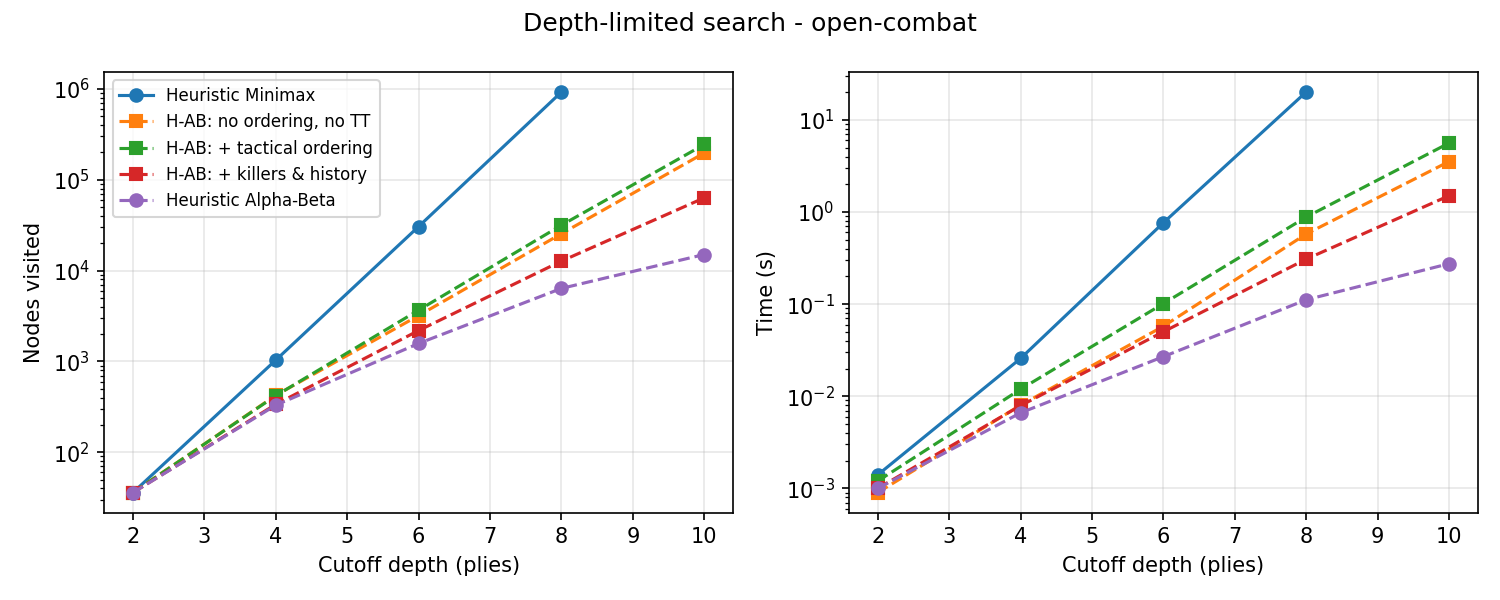 Depth-limited search - open-combat
Nodes visited
10^6
10^5
10^4
10^3
10^2
Heuristic Minimax
H-AB: no ordering, no TT
H-AB: + tactical ordering
H-AB: + killers & history
Heuristic Alpha-Beta
2 3 4 5 6 7 8 9 10
Cutoff depth (plies)
Time (s)
10^1
10^0
10^−1
10^−2
10^−3
2 3 4 5 6 7 8 9 10
Cutoff depth (plies)